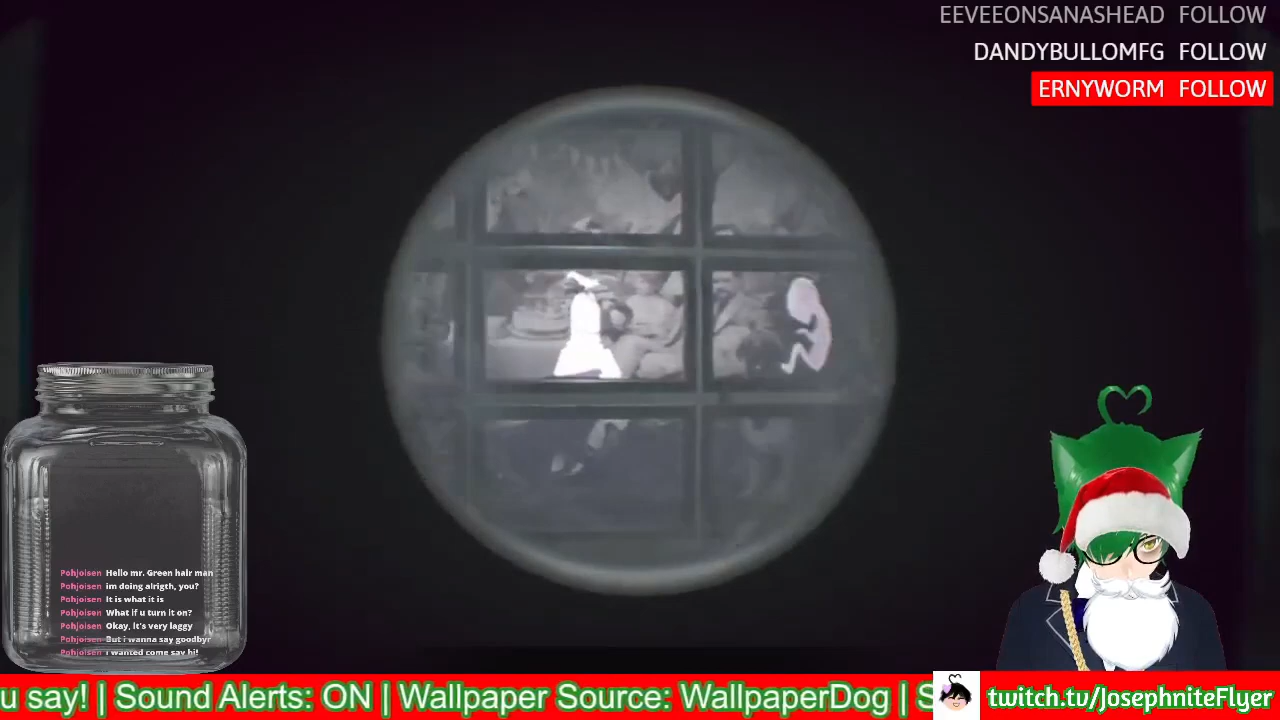 EEVEEONSANASHEAD FOLLOW
DANDYBULLOMFG FOLLOW
ERNYWORM FOLLOW
Pohjoisen Hello mr. Green hair man
Pohjoisen im doing alrigth, you?
Pohjoisen It is what it is
Pohjoisen What if u turn it on?
Pohjoisen Okay, it's very laggy
Pohjoisen But i wanna say goodbyr
Pohjoisen I wanted come say hi!
u say! | Sound Alerts: ON | Wallpaper Source: WallpaperDog | S
twitch.tv/JosephniteFlyer